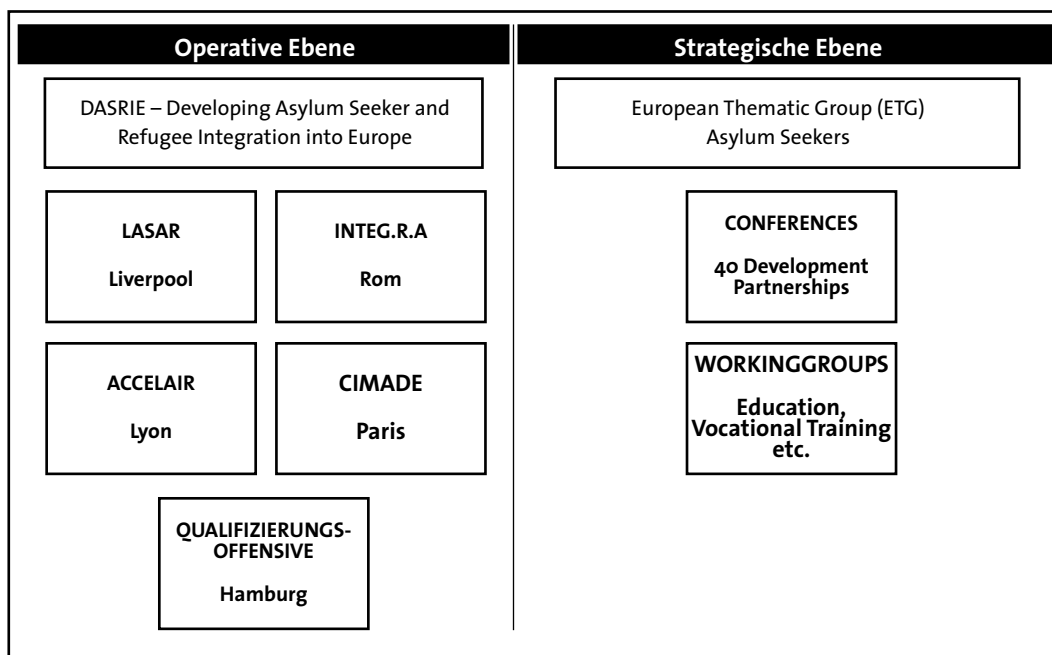 Operative Ebene
DASRIE – Developing Asylum Seeker and
Refugee Integration into Europe
LASAR
Liverpool
INTEG.R.A
Rom
ACCELAIR
Lyon
CIMADE
Paris
QUALIFIZIERUNGS-
OFFENSIVE
Hamburg
Strategische Ebene
European Thematic Group (ETG)
Asylum Seekers
CONFERENCES
40 Development
Partnerships
WORKINGGROUPS
Education,
Vocational Training
etc.